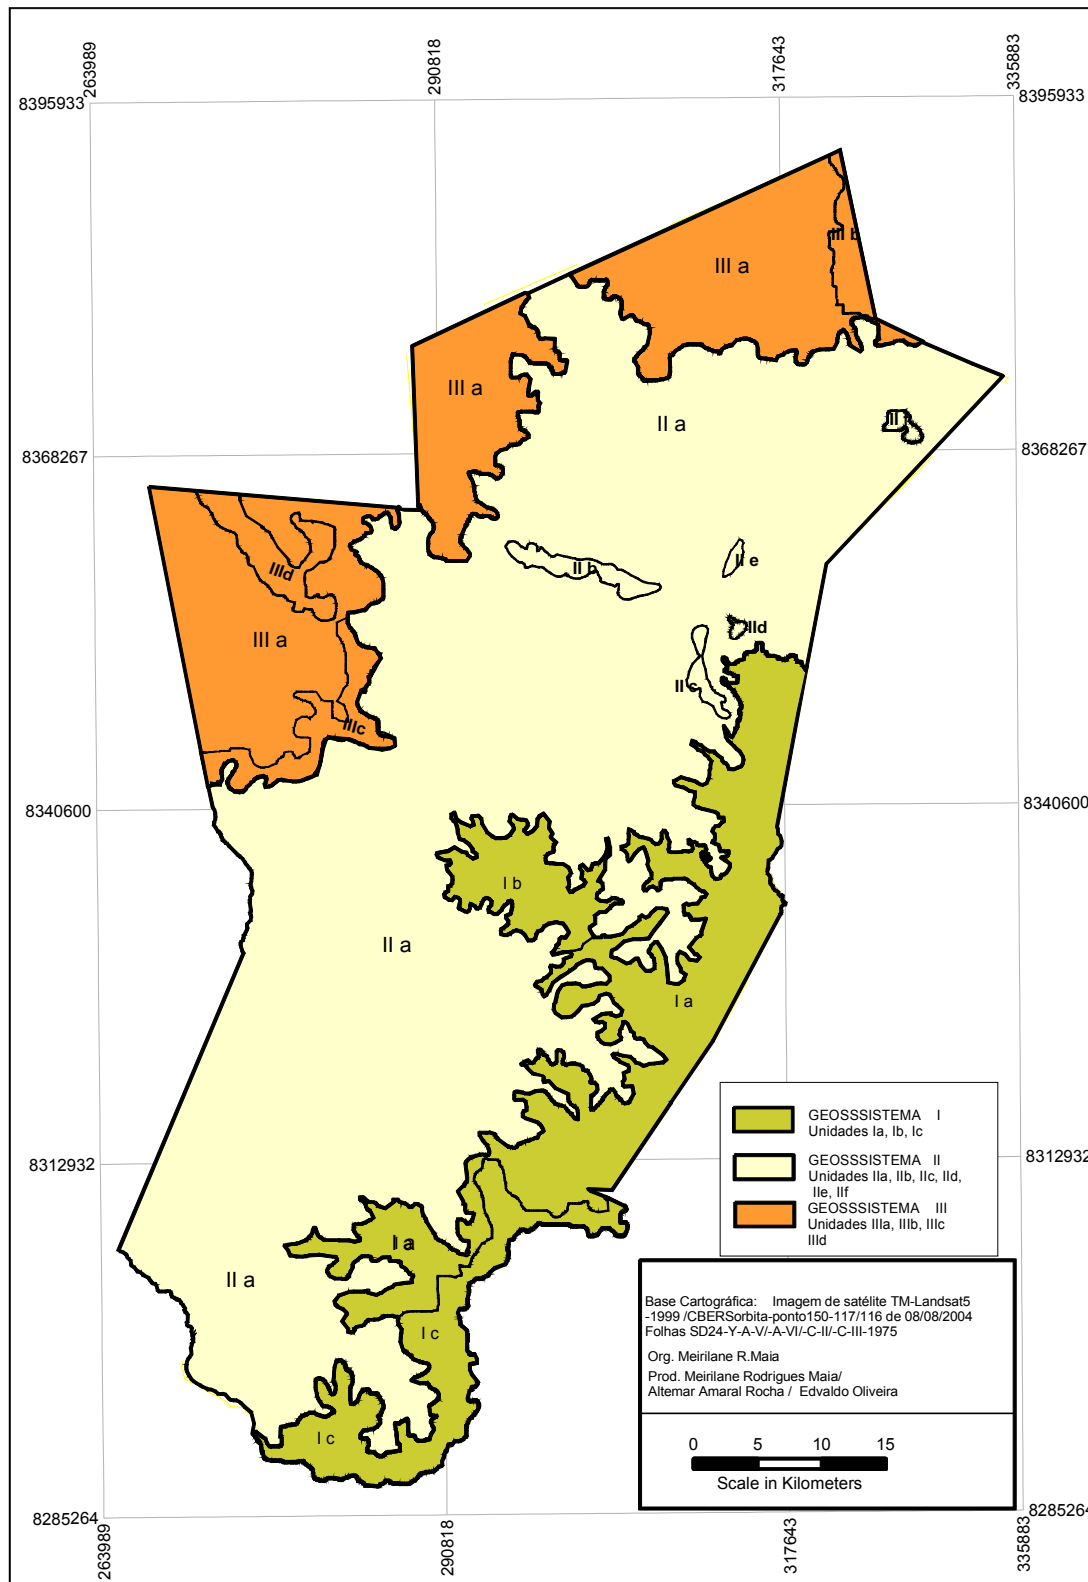 263989
290818
317643
335883
8395933
8395933
III b
III a
III a
II a
II
8368267
8368267
II b
II e
IIId
IId
III a
II c
IIIc
8340600
8340600
I b
II a
I a
GEOSSSISTEMA I
Unidades Ia, Ib, Ic
GEOSSSISTEMA II
Unidades IIa, IIb, IIc, IId,
IIe, IIf
GEOSSSISTEMA III
Unidades IIIa, IIIb, IIIc
IIId
8312932
8312932
I a
II a
I c
I c
Base Cartográfica: Imagem de satélite TM-Landsat5
-1999 /CBERSorbita-ponto150-117/116 de 08/08/2004
Folhas SD24-Y-A-V/-A-VI/-C-II/-C-III-1975
Org. Meirilane R.Maia
Prod. Meirilane Rodrigues Maia/
Altemar Amaral Rocha / Edvaldo Oliveira
0 5 10 15
Scale in Kilometers
8285264
8285264
263989
290818
317643
335883